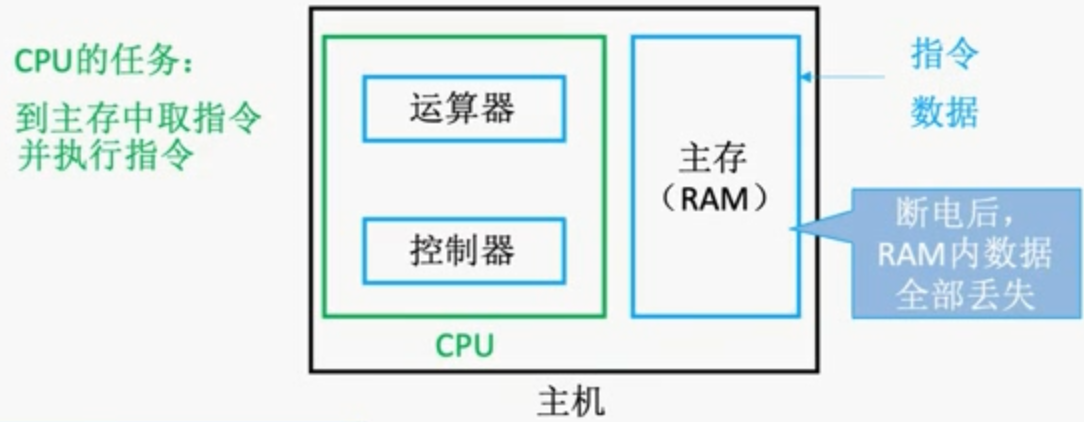 CPU的任务：
到主存中取指令
并执行指令
运算器
控制器
CPU
主存
（RAM）
主机
指令
数据
断电后，
RAM内数据
全部丢失